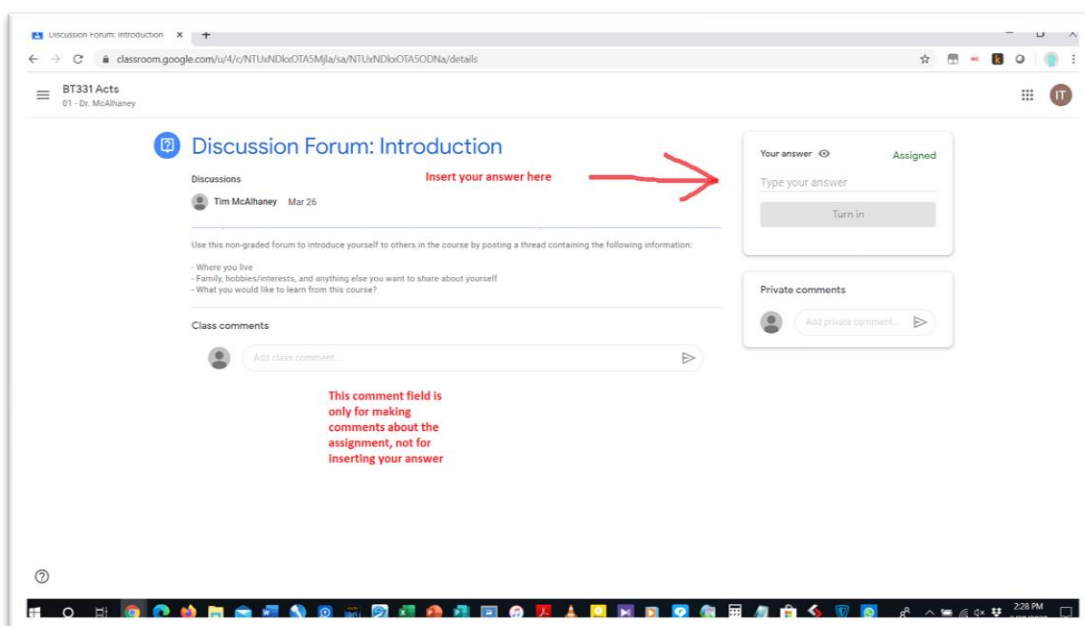 Discussion Forum: Introduction
classroom.google.com/u/4/c/NTUxNDkxOTA5Mjla/sa/NTUxNDkxOTA5ODNa/details
BT331 Acts
01 - Dr. McAlhaney
IT
Discussion Forum: Introduction
Discussions
Insert your answer here
Tim McAlhaney Mar 26
Use this non-graded forum to introduce yourself to others in the course by posting a thread containing the following information:
- Where you live
- Family, hobbies/interests, and anything else you want to share about yourself
- What you would like to learn from this course?
Class comments
Add class comment...
This comment field is
only for making
comments about the
assignment, not for
inserting your answer
Your answer
Assigned
Type your answer
Turn in
Private comments
Add private comment...
2:28 PM